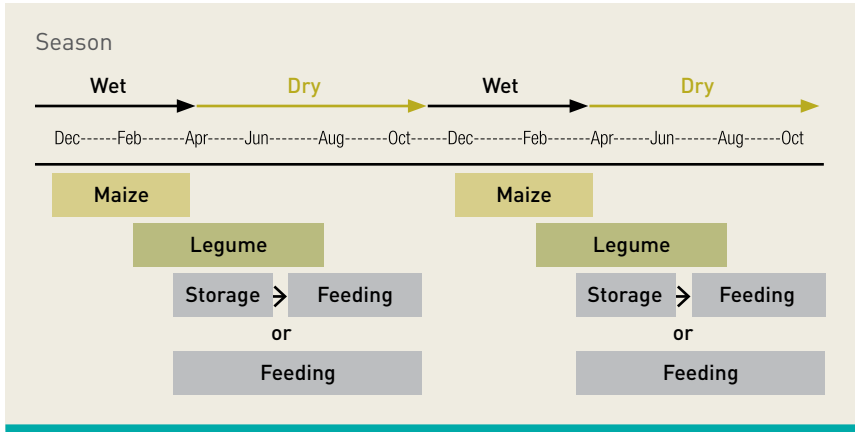 Season
Wet Dry Wet Dry
Dec------Feb-------Apr------Jun-------Aug-------Oct------Dec-------Feb-------Apr------Jun-------Aug-------Oct
Maize Maize
Legume Legume
Storage Feeding Storage Feeding
or or
Feeding Feeding